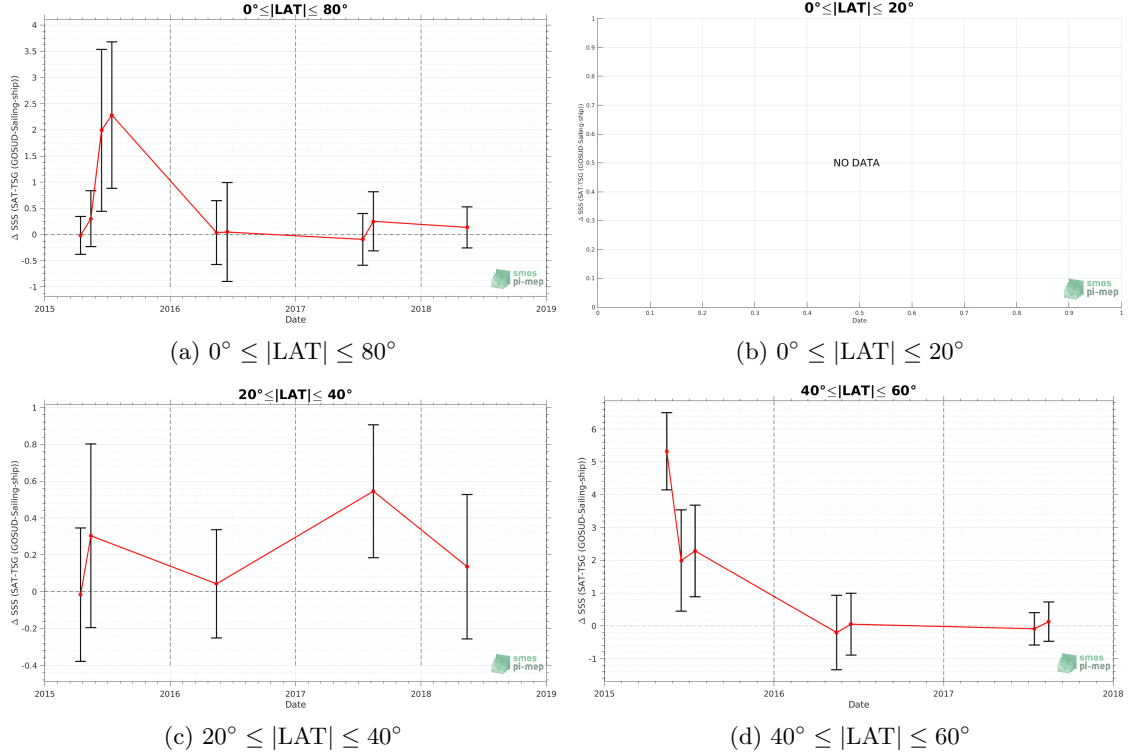 0°≤|LAT|≤ 80°
4
3.5
3
2.5
2
1.5
1
0.5
0
-0.5
-1
Δ SSS (SAT-TSG (GOSUD-Sailing-ship))
2015
2016
2017
2018
2019
Date
smos
pi-mep
(a) 0° ≤ |LAT| ≤ 80°
0°≤|LAT|≤ 20°
1
0.9
0.8
0.7
0.6
0.5
0.4
0.3
0.2
0.1
0
Δ SSS (SAT-TSG (GOSUD-Sailing-ship))
NO DATA
0
0.1
0.2
0.3
0.4
0.5
0.6
0.7
0.8
0.9
1
Date
smos
pi-mep
(b) 0° ≤ |LAT| ≤ 20°
20°≤|LAT|≤ 40°
1
0.8
0.6
0.4
0.2
0
-0.2
-0.4
Δ SSS (SAT-TSG (GOSUD-Sailing-ship))
2015
2016
2017
2018
2019
Date
smos
pi-mep
(c) 20° ≤ |LAT| ≤ 40°
40°≤|LAT|≤ 60°
6
5
4
3
2
1
0
-1
Δ SSS (SAT-TSG (GOSUD-Sailing-ship))
2015
2016
2017
2018
Date
smos
pi-mep
(d) 40° ≤ |LAT| ≤ 60°